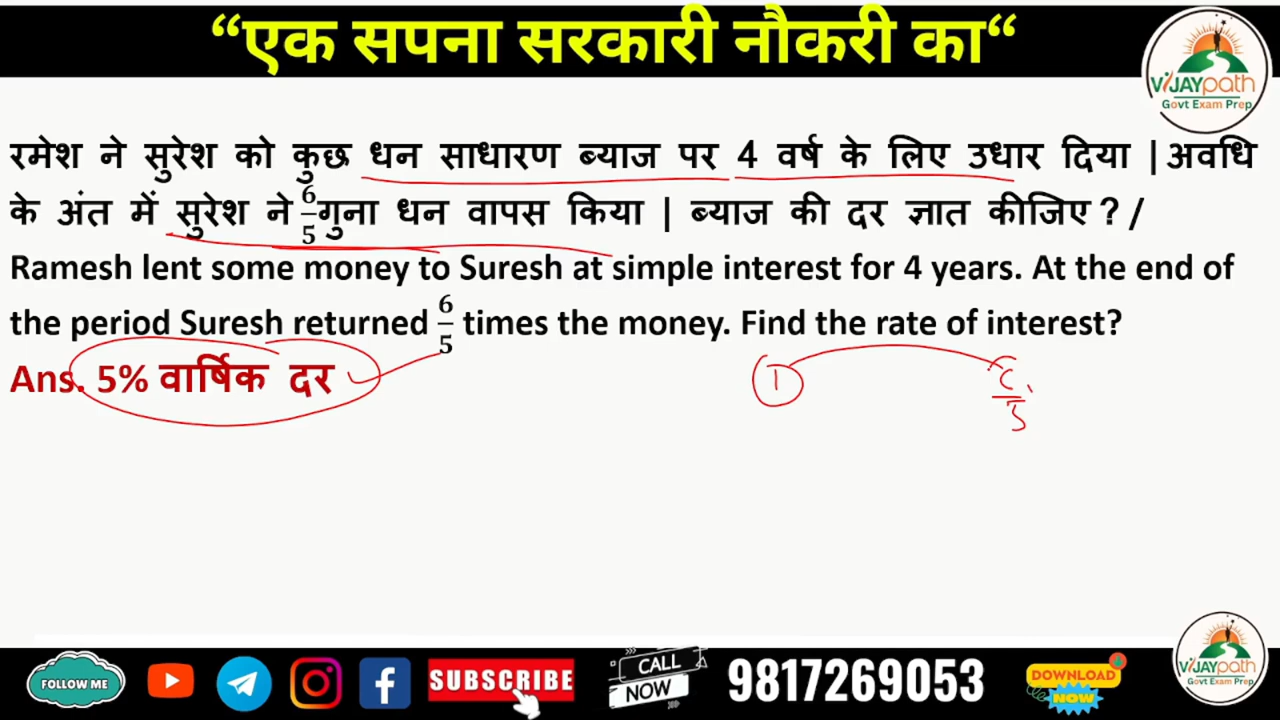 “एक सपना सरकारी नौकरी का“
ViJAYpath
Govt Exam Prep
रमेश ने सुरेश को कुछ धन साधारण ब्याज पर 4 वर्ष के लिए उधार दिया | अवधि
के अंत में सुरेश ने 6/5 गुना धन वापस किया | ब्याज की दर ज्ञात कीजिए ? /
Ramesh lent some money to Suresh at simple interest for 4 years. At the end of
the period Suresh returned 6/5 times the money. Find the rate of interest?
Ans. 5% वार्षिक दर
FOLLOW ME
SUBSCRIBE
CALL
NOW
9817269053
DOWNLOAD
NOW
ViJAYpath
Govt Exam Prep